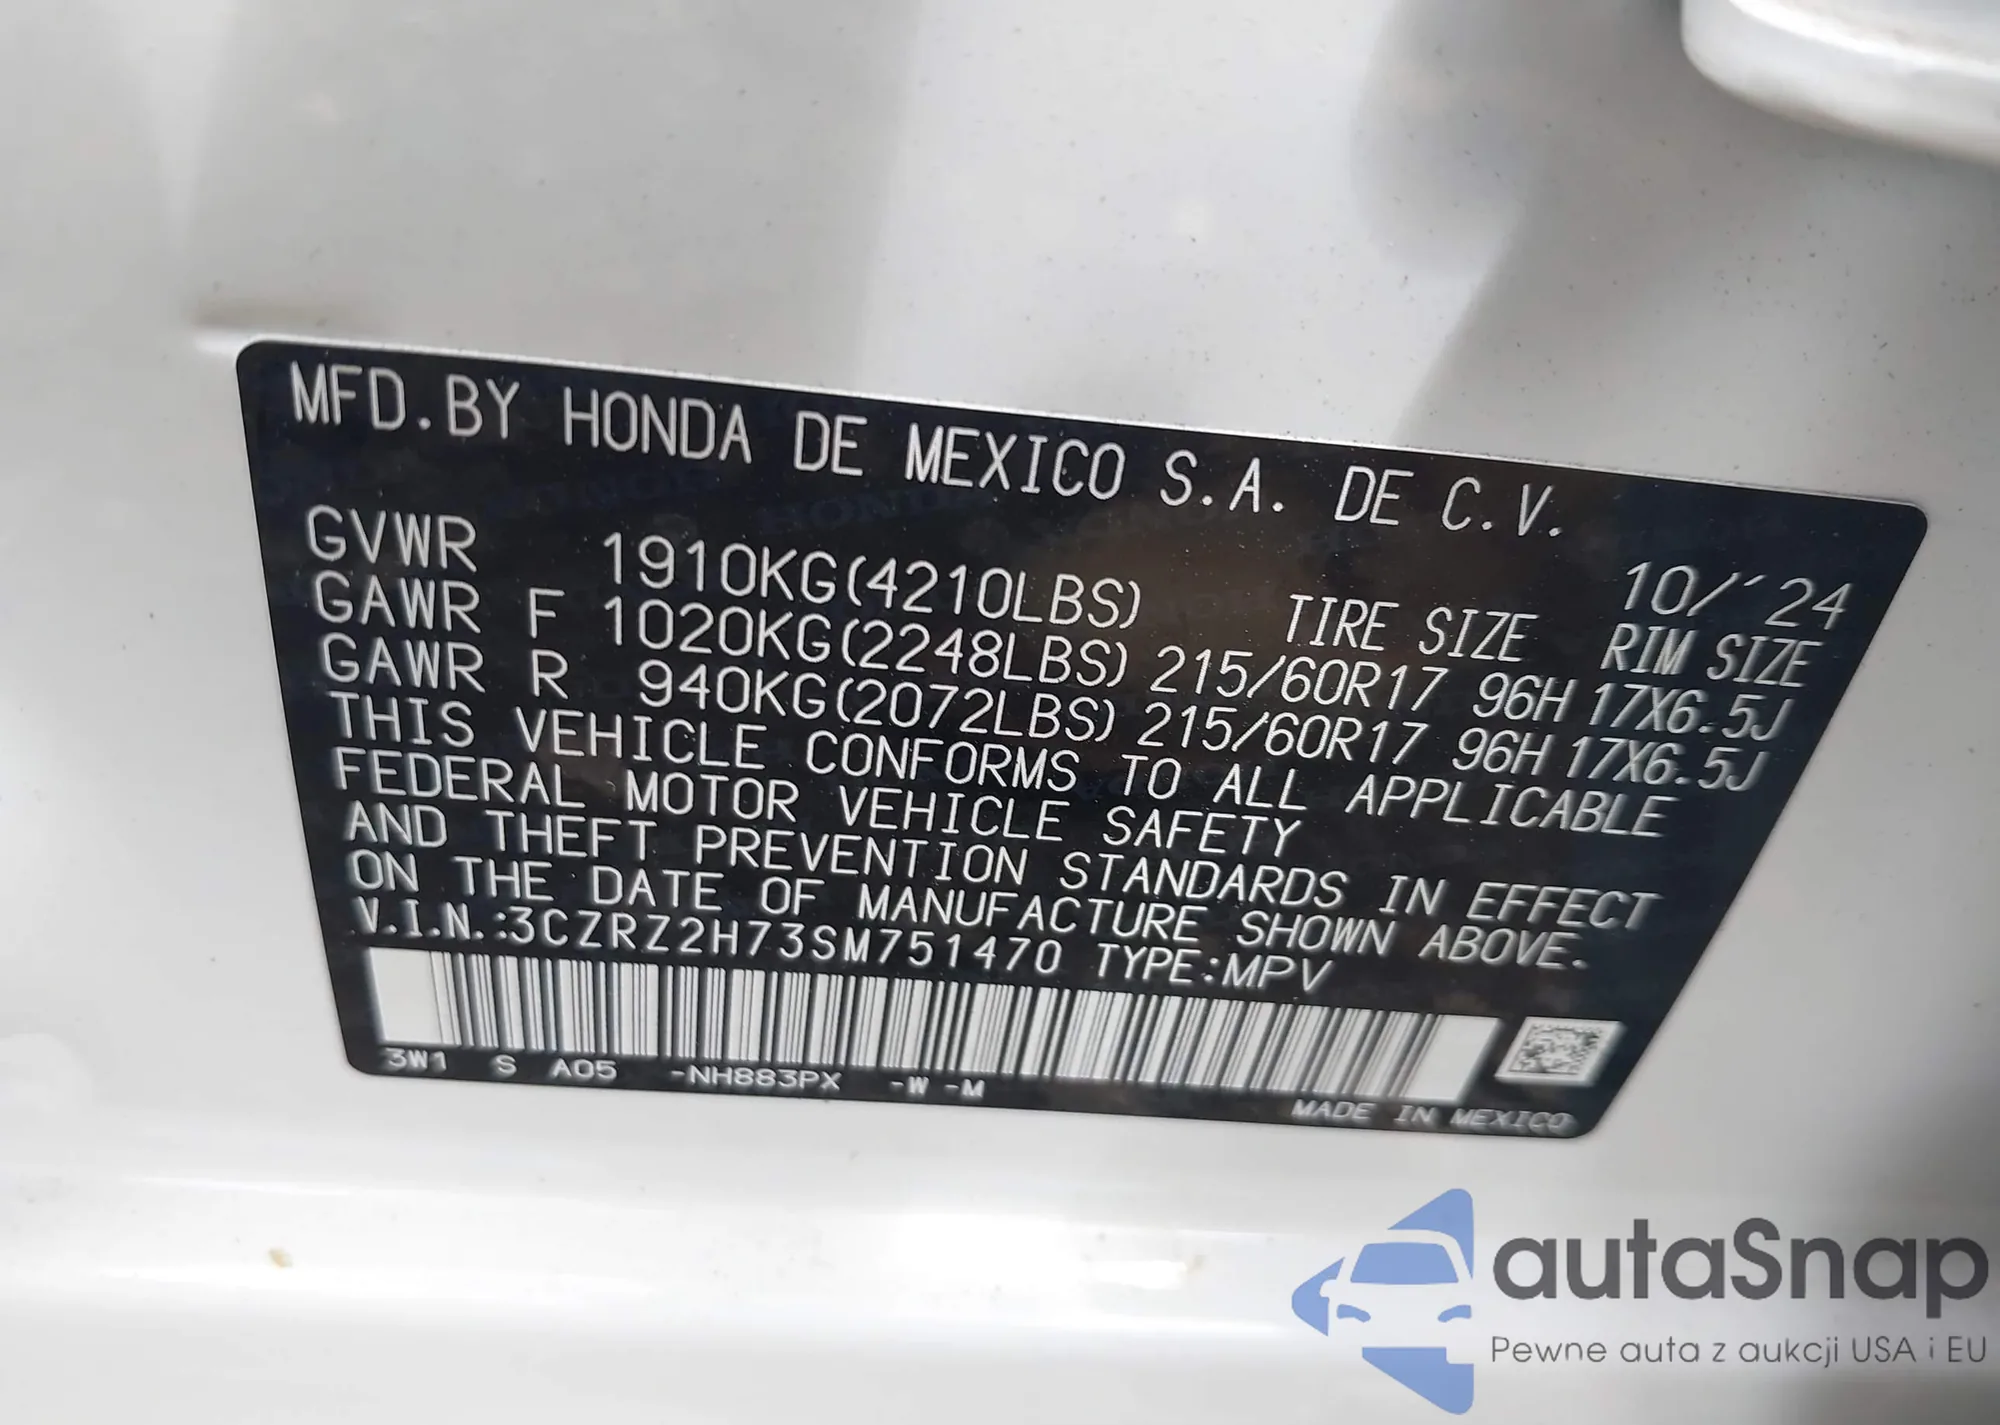 MFD.BY HONDA DE MEXICO S.A. DE C.V.
10/'24
GVWR 1910KG(4210LBS) TIRE SIZE RIM SIZE
GAWR F 1020KG(2248LBS) 215/60R17 96H 17X6.5J
GAWR R 940KG(2072LBS) 215/60R17 96H 17X6.5J
THIS VEHICLE CONFORMS TO ALL APPLICABLE
FEDERAL MOTOR VEHICLE SAFETY
AND THEFT PREVENTION STANDARDS IN EFFECT
ON THE DATE OF MANUFACTURE SHOWN ABOVE.
V.I.N.:3CZRZ2H73SM751470 TYPE:MPV
3W1 S A05 -NH883PX -W -M
MADE IN MEXICO
autaSnap
Pewne auta z aukcji USA i EU